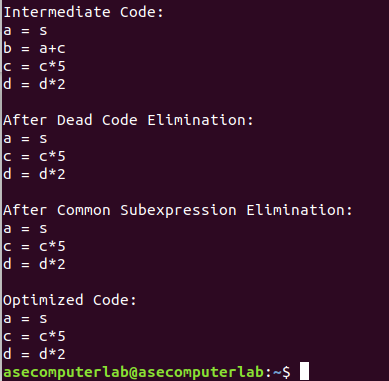 Intermediate Code:
a = s
b = a+c
c = c*5
d = d*2
After Dead Code Elimination:
a = s
c = c*5
d = d*2
After Common Subexpression Elimination:
a = s
c = c*5
d = d*2
Optimized Code:
a = s
c = c*5
d = d*2
asecomputerlab@asecomputerlab:~$